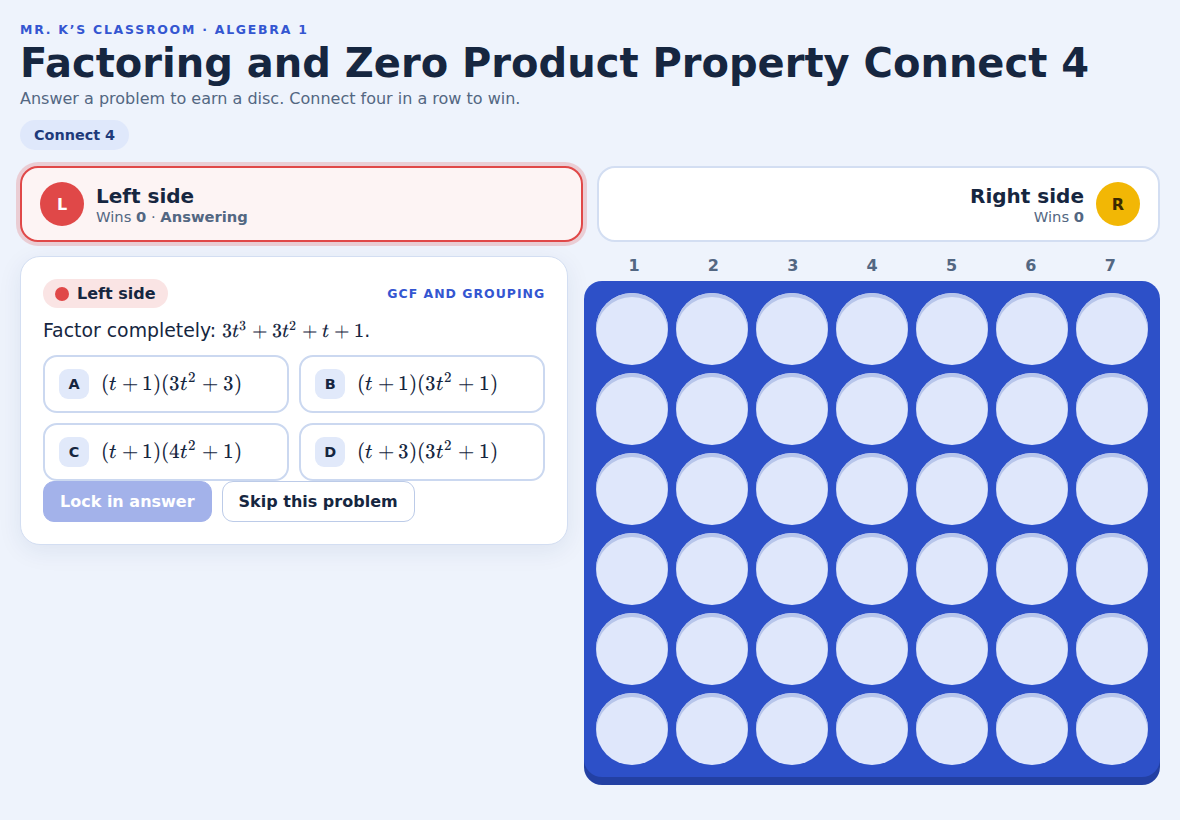 MR. K’S CLASSROOM · ALGEBRA 1
Factoring and Zero Product Property Connect 4
Answer a problem to earn a disc. Connect four in a row to win.
Connect 4
L
Left side
Wins 0 · Answering
Right side
Wins 0
R
Left side
GCF AND GROUPING
Factor completely: 3t³ + 3t² + t + 1.
A (t + 1)(3t² + 3)
B (t + 1)(3t² + 1)
C (t + 1)(4t² + 1)
D (t + 3)(3t² + 1)
Lock in answer
Skip this problem
1 2 3 4 5 6 7